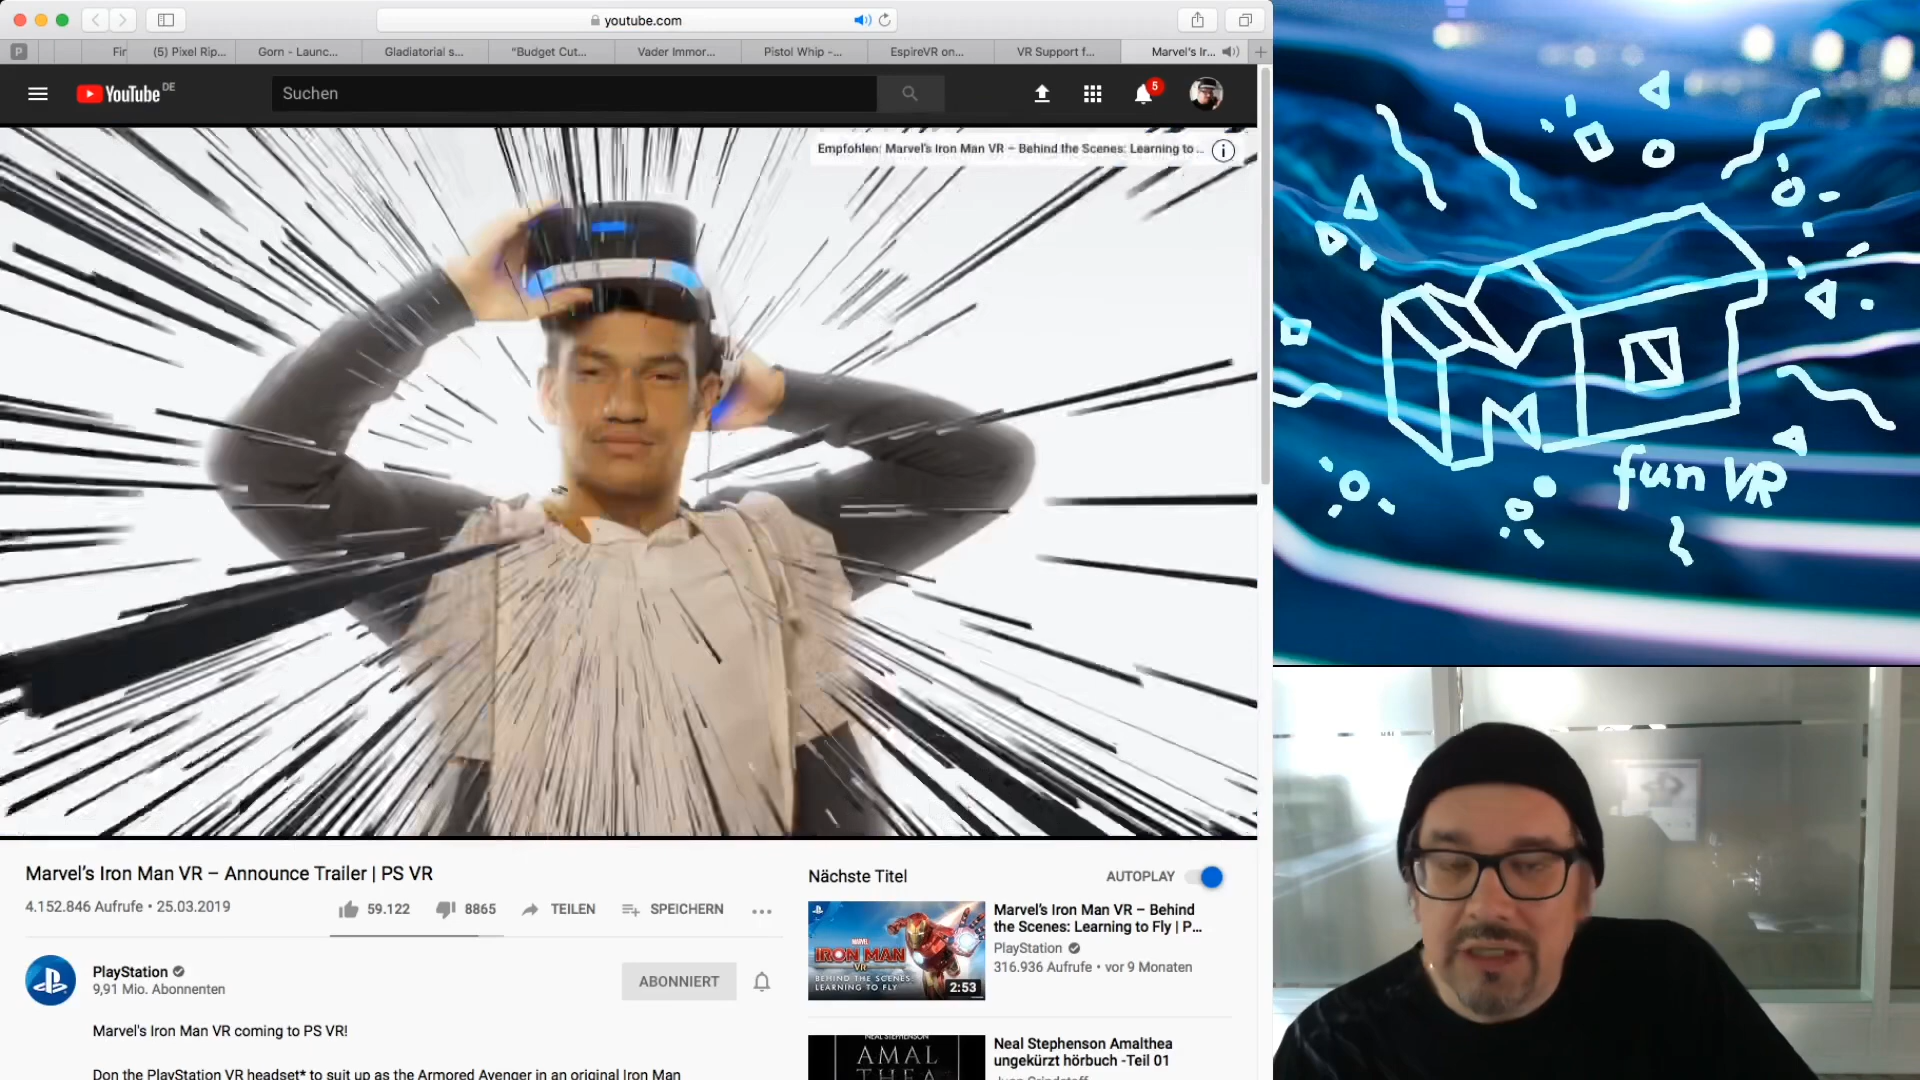 youtube.com
P
Fir
(5) Pixel Rip...
Gorn - Launc...
Gladiatorial s...
"Budget Cut...
Vader Immor...
Pistol Whip -...
EspireVR on...
VR Support f...
Marvel's Ir...
YouTube DE
Suchen
5
Empfohlen: Marvel's Iron Man VR – Behind the Scenes: Learning to ...
fun VR
Marvel's Iron Man VR – Announce Trailer | PS VR
4.152.846 Aufrufe • 25.03.2019
59.122
8865
TEILEN
SPEICHERN
PlayStation
9,91 Mio. Abonnenten
ABONNIERT
Marvel's Iron Man VR coming to PS VR!
Don the PlayStation VR headset* to suit up as the Armored Avenger in an original Iron Man
Nächste Titel
AUTOPLAY
MARVEL
IRON MAN
VR
BEHIND THE SCENES:
LEARNING TO FLY
2:53
Marvel's Iron Man VR – Behind
the Scenes: Learning to Fly | P...
PlayStation
316.936 Aufrufe • vor 9 Monaten
NEAL STEPHENSON
AMAL
THEA
Neal Stephenson Amalthea
ungekürzt hörbuch -Teil 01